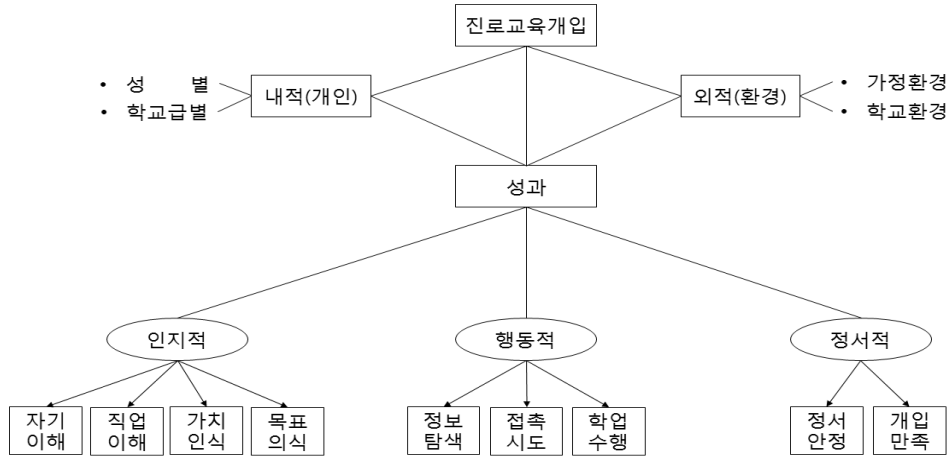 진로교육개입
• 성 별
• 학교급별
내적(개인)
외적(환경)
• 가정환경
• 학교환경
성과
인지적
행동적
정서적
자기
이해
직업
이해
가치
인식
목표
의식
정보
탐색
접촉
시도
학업
수행
정서
안정
개입
만족